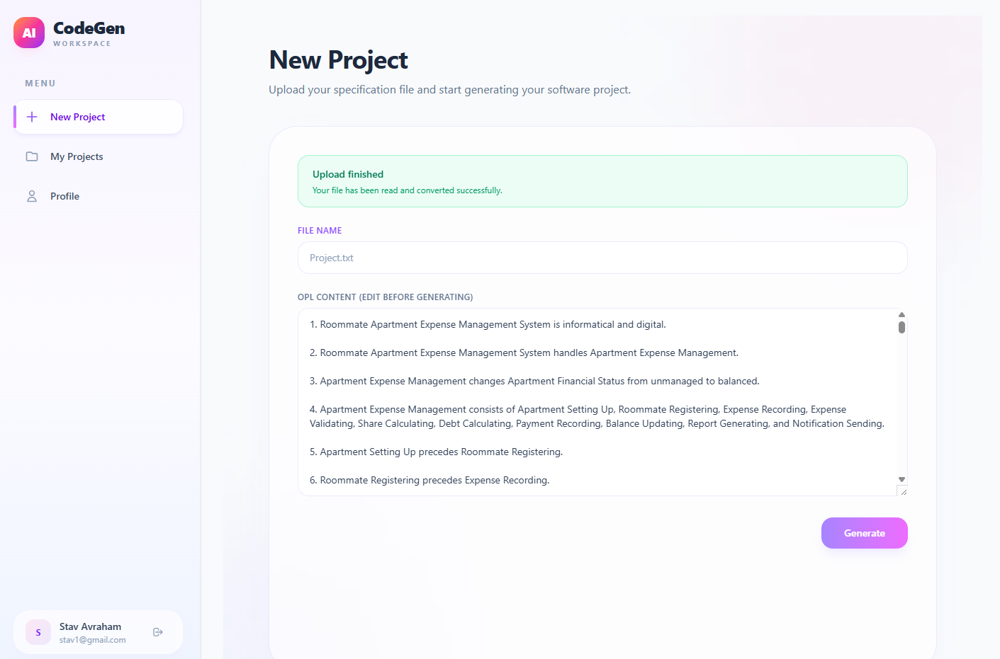 AI
CodeGen
WORKSPACE
MENU
New Project
My Projects
Profile
New Project
Upload your specification file and start generating your software project.
Upload finished
Your file has been read and converted successfully.
FILE NAME
Project.txt
OPL CONTENT (EDIT BEFORE GENERATING)
1. Roommate Apartment Expense Management System is informatical and digital.
2. Roommate Apartment Expense Management System handles Apartment Expense Management.
3. Apartment Expense Management changes Apartment Financial Status from unmanaged to balanced.
4. Apartment Expense Management consists of Apartment Setting Up, Roommate Registering, Expense Recording, Expense
Validating, Share Calculating, Debt Calculating, Payment Recording, Balance Updating, Report Generating, and Notification Sending.
5. Apartment Setting Up precedes Roommate Registering.
6. Roommate Registering precedes Expense Recording.
Generate
S
Stav Avraham
stav1@gmail.com